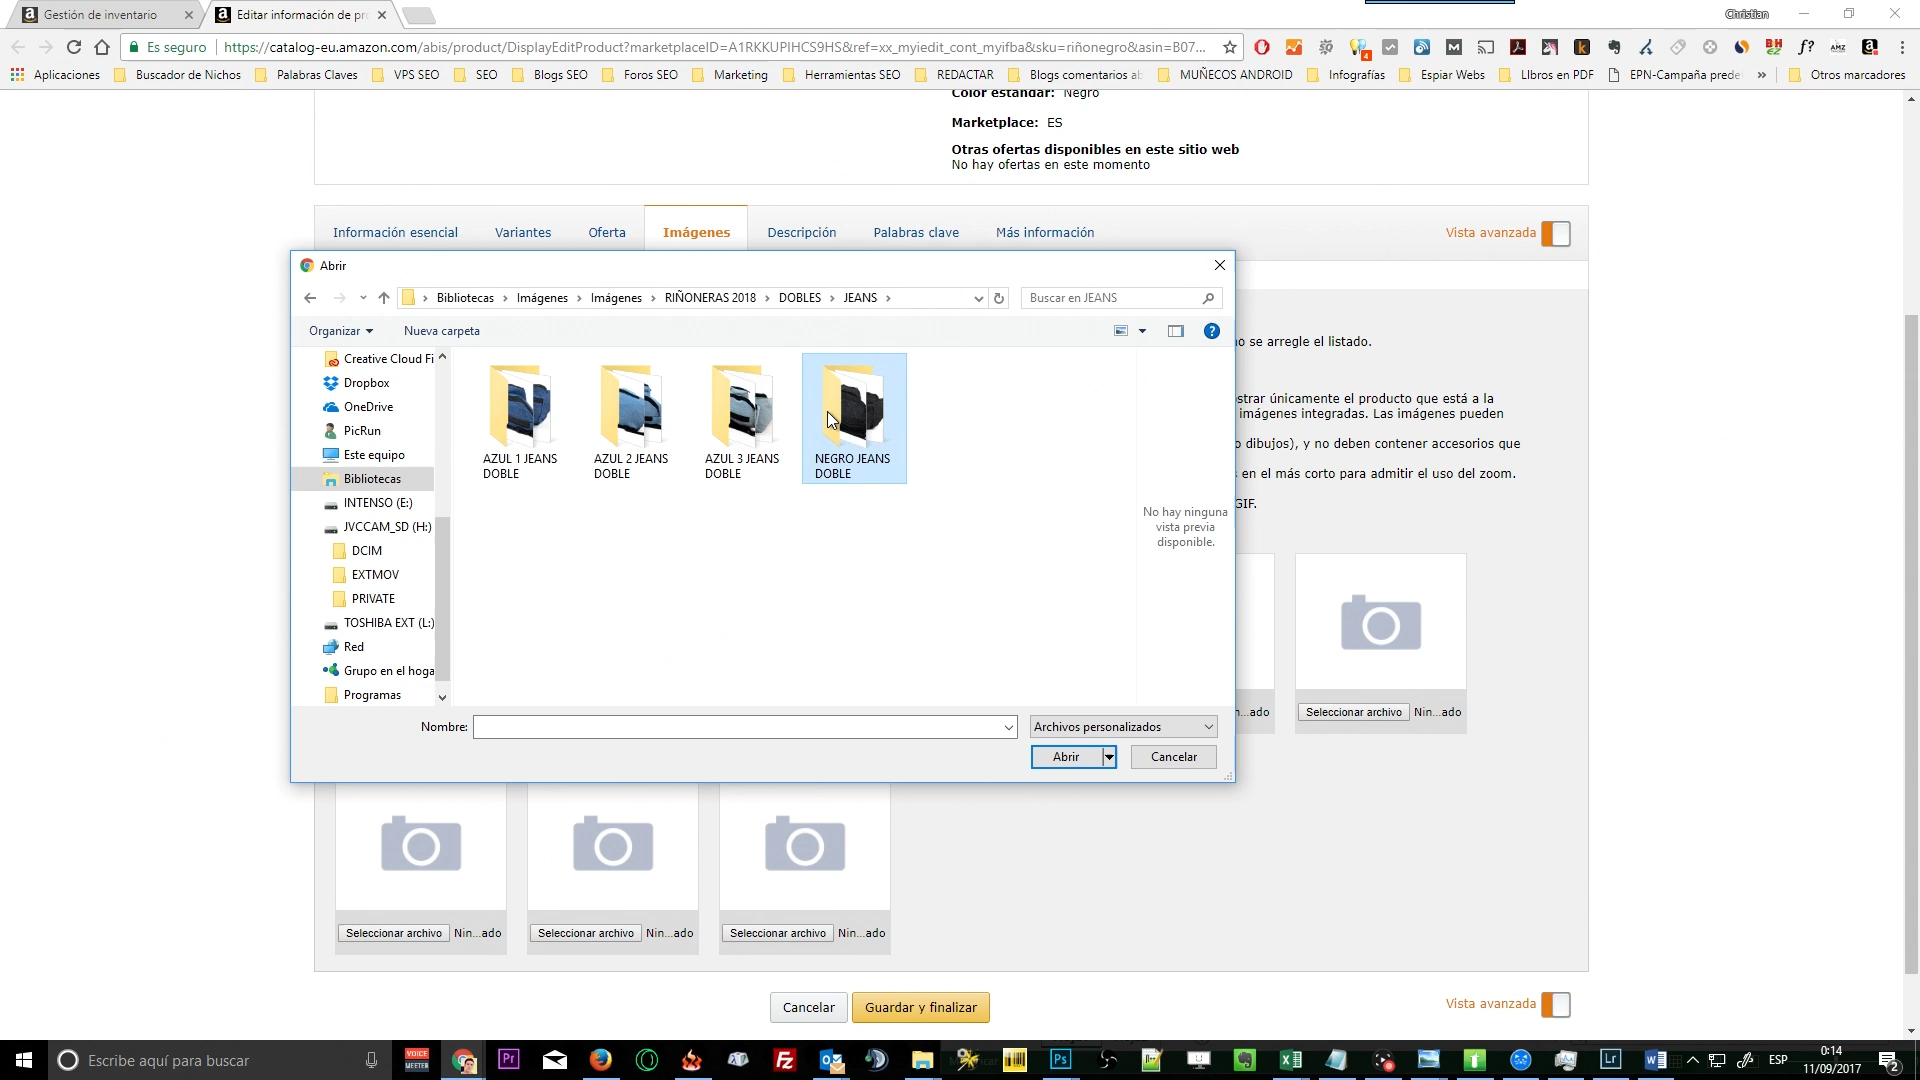 Gestión de inventario
Editar información de pro
Christian
Es seguro
https://catalog-eu.amazon.com/abis/product/DisplayEditProduct?marketplaceID=A1RKKUPIHCS9HS&ref=xx_myiedit_cont_myifba&sku=riñonegro&asin=B07...
Aplicaciones
Buscador de Nichos
Palabras Claves
VPS SEO
SEO
Blogs SEO
Foros SEO
Marketing
Herramientas SEO
REDACTAR
Blogs comentarios ab
MUÑECOS ANDROID
Infografías
Espiar Webs
LIbros en PDF
EPN-Campaña prede
»
Otros marcadores
Color estándar: Negro
Marketplace: ES
Otras ofertas disponibles en este sitio web
No hay ofertas en este momento
Información esencial
Variantes
Oferta
Imágenes
Descripción
Palabras clave
Más información
Vista avanzada
Abrir
Bibliotecas › Imágenes › Imágenes › RIÑONERAS 2018 › DOBLES › JEANS ›
Buscar en JEANS
Organizar
Nueva carpeta
o se arregle el listado.
strar únicamente el producto que está a la
imágenes integradas. Las imágenes pueden
o dibujos), y no deben contener accesorios que
en el más corto para admitir el uso del zoom.
GIF.
Creative Cloud Fi
Dropbox
OneDrive
PicRun
Este equipo
Bibliotecas
INTENSO (E:)
JVCCAM_SD (H:)
DCIM
EXTMOV
PRIVATE
TOSHIBA EXT (L:)
Red
Grupo en el hoga
Programas
AZUL 1 JEANS
DOBLE
AZUL 2 JEANS
DOBLE
AZUL 3 JEANS
DOBLE
NEGRO JEANS
DOBLE
No hay ninguna
vista previa
disponible.
Nombre:
Archivos personalizados
Abrir
Cancelar
n...ado
Seleccionar archivo Nin...ado
Seleccionar archivo Nin...ado
Seleccionar archivo Nin...ado
Seleccionar archivo Nin...ado
Cancelar
Guardar y finalizar
Vista avanzada
Escribe aquí para buscar
VOICE
MEETER
ESP
0:14
11/09/2017
2